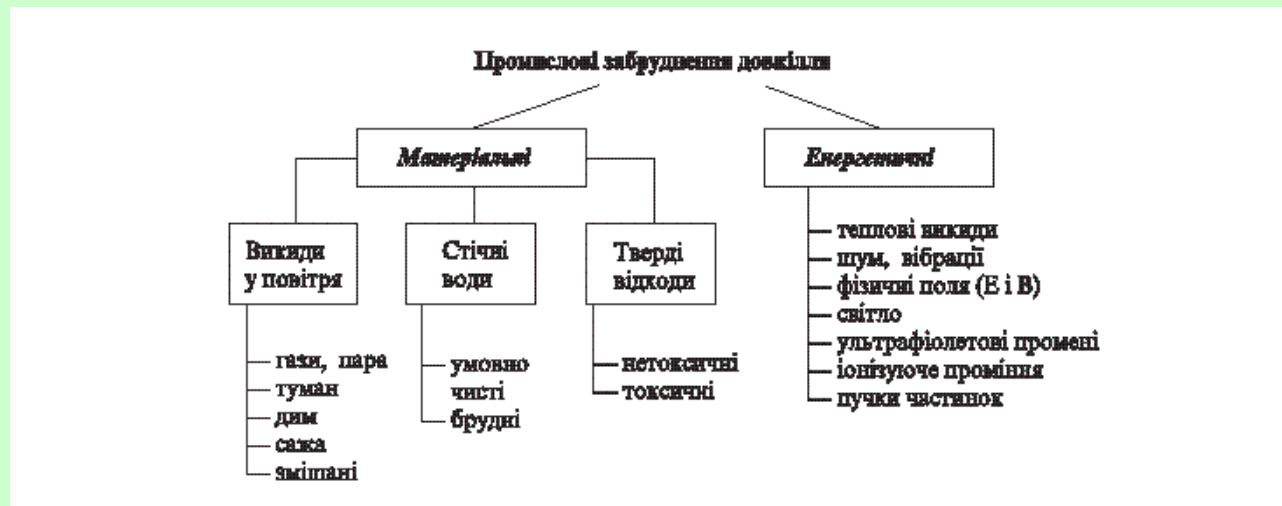 Промислові забруднення довкілля
Матеріальні
Енергетичні
Викиди
у повітря
Стічні
води
Тверді
відходи
гази, пара
туман
дим
сажа
змішані
умовно
чисті
брудні
нетоксичні
токсичні
теплові викиди
шум, вібрації
фізичні поля (Е і В)
світло
ультрафіолетові промені
іонізуюче проміння
пучки частинок